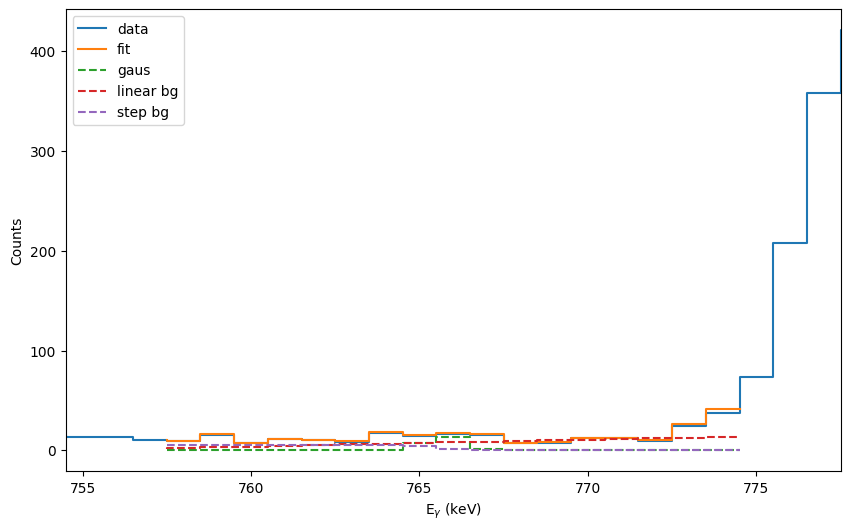 data
fit
gaus
linear bg
step bg
Counts
400
300
200
100
0
755 760 765 770 775
Eγ (keV)